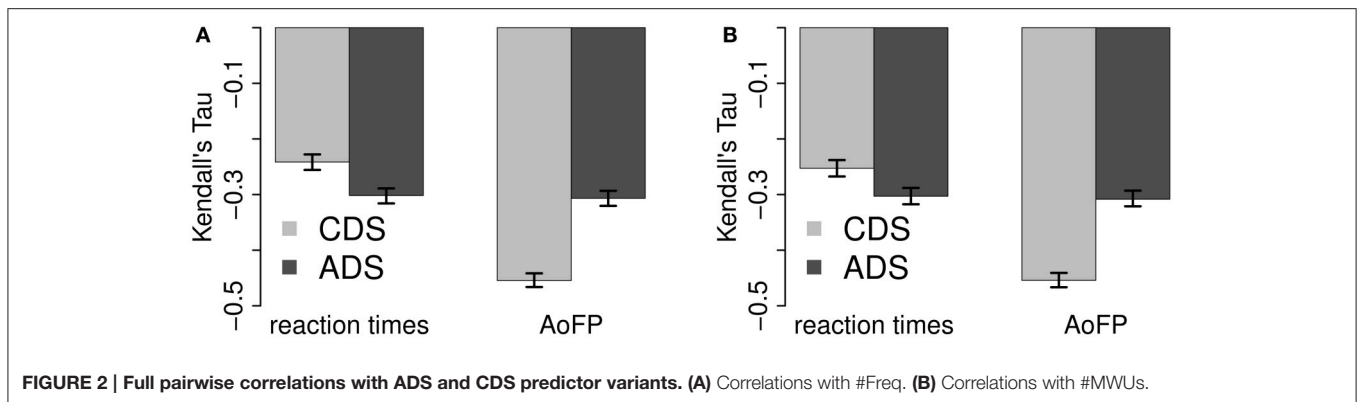 A
Kendall's Tau
−0.1
−0.3
−0.5
CDS
ADS
reaction times
AoFP
B
Kendall's Tau
−0.1
−0.3
−0.5
CDS
ADS
reaction times
AoFP
FIGURE 2 | Full pairwise correlations with ADS and CDS predictor variants. (A) Correlations with #Freq. (B) Correlations with #MWUs.